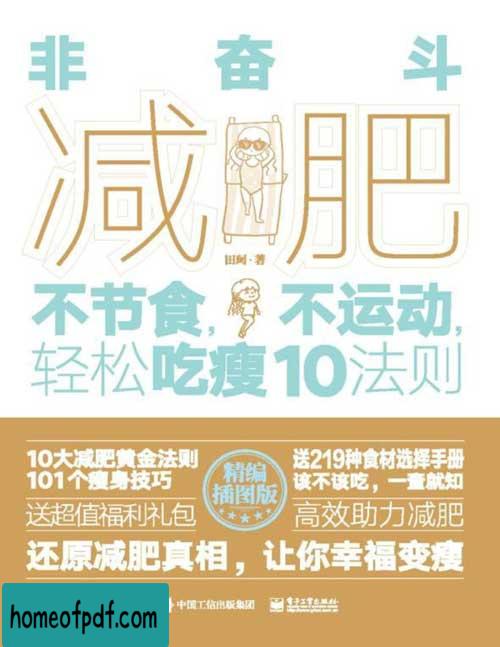 非奋斗
减肥
田珂·著
不节食，不运动，
轻松吃瘦10法则
10大减肥黄金法则
101个瘦身技巧
精编
插图版
送219种食材选择手册
该不该吃，一查就知
送超值福利礼包
高效助力减肥
还原减肥真相，让你幸福变瘦
中国工信出版集团
电子工业出版社
homeofpdf.com